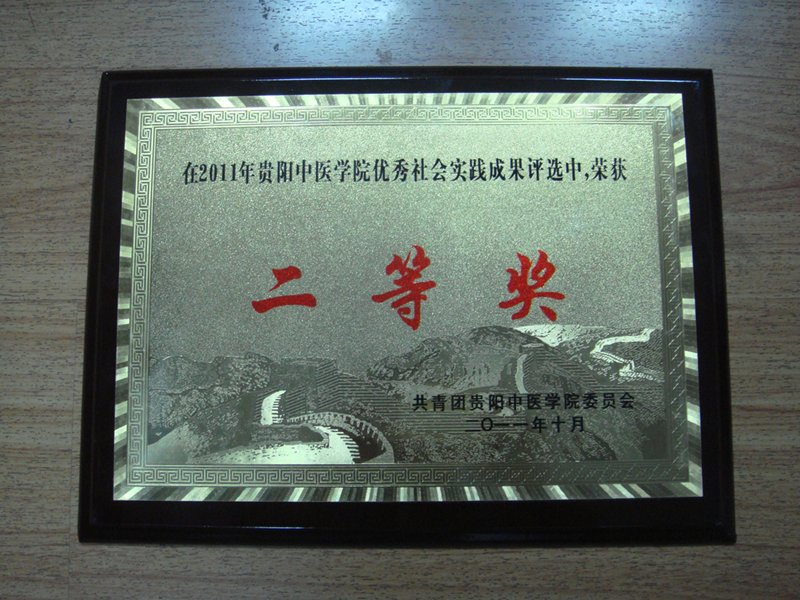 在2011年贵阳中医学院优秀社会实践成果评选中,荣获
二等奖
共青团贵阳中医学院委员会
二〇一一年十月